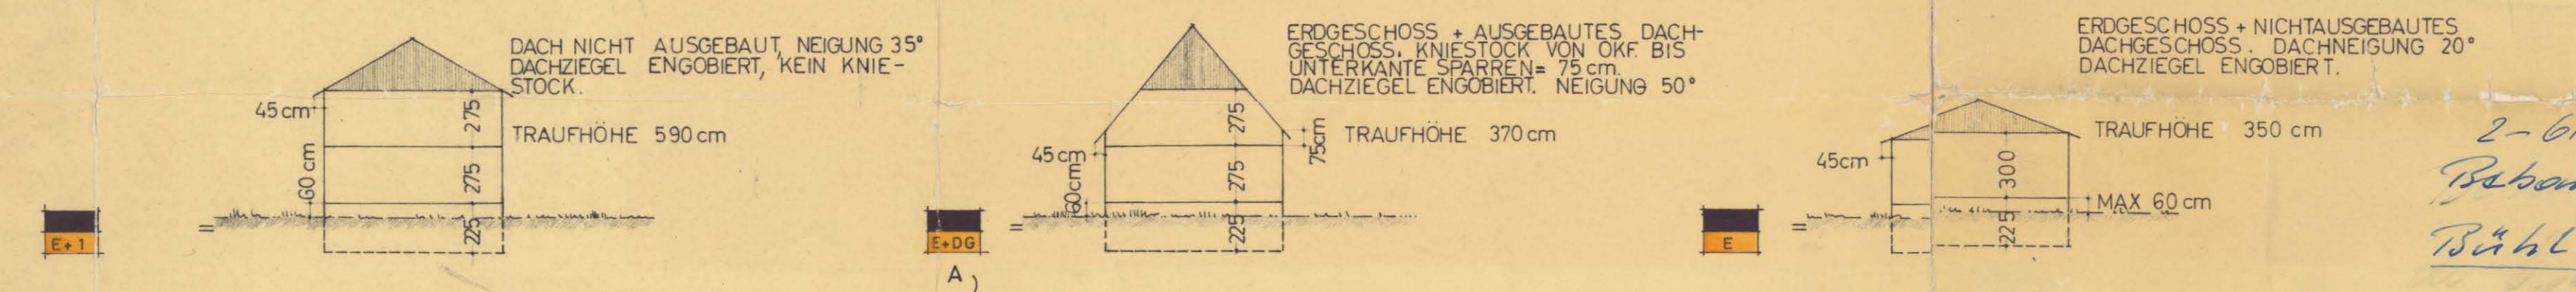 DACH NICHT AUSGEBAUT, NEIGUNG 35°
DACHZIEGEL ENGOBIERT, KEIN KNIE-
STOCK.
TRAUFHÖHE 590 cm
45 cm
60 cm
275
275
225
E+1
=
ERDGESCHOSS + AUSGEBAUTES DACH-
GESCHOSS. KNIESTOCK VON OKF. BIS
UNTERKANTE SPARREN= 75 cm.
DACHZIEGEL ENGOBIERT. NEIGUNG 50°
TRAUFHÖHE 370 cm
75cm
45 cm
60cm
275
275
225
E+DG
=
A)
ERDGESCHOSS + NICHTAUSGEBAUTES
DACHGESCHOSS. DACHNEIGUNG 20°
DACHZIEGEL ENGOBIERT.
TRAUFHÖHE 350 cm
45cm
300
MAX 60 cm
225
E
=
Bühl